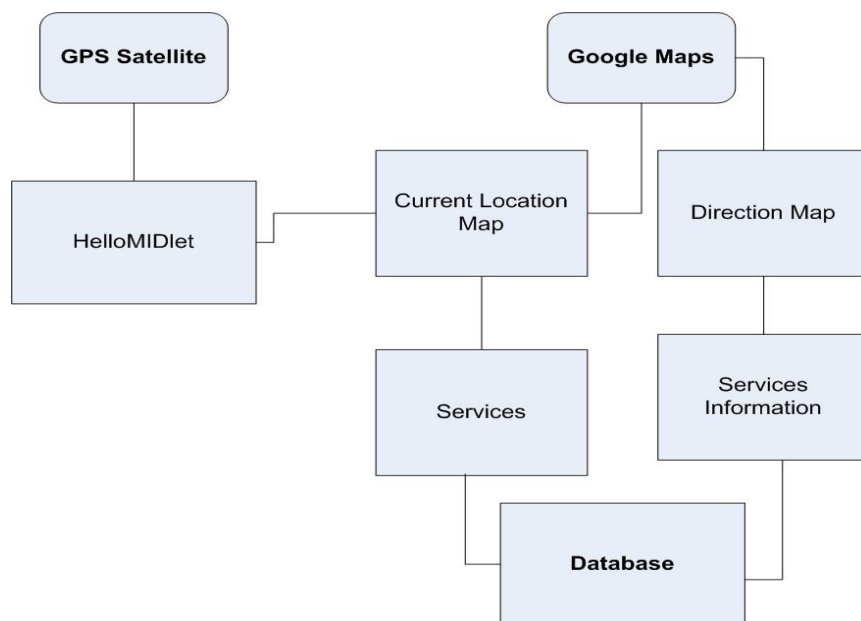 GPS Satellite
Google Maps
HelloMIDlet
Current Location
Map
Direction Map
Services
Services
Information
Database